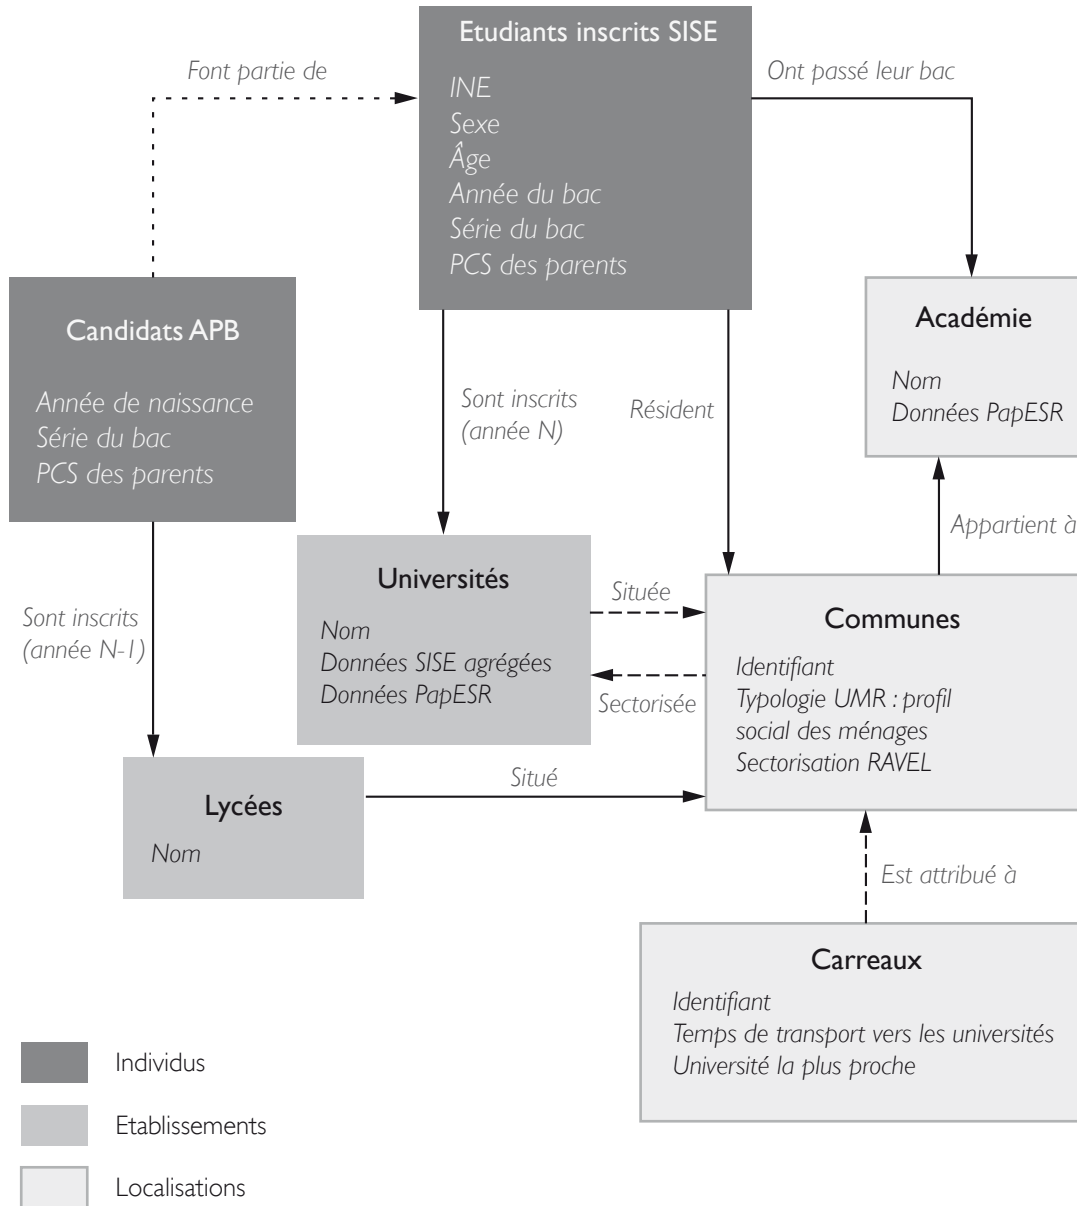 Etudiants inscrits SISE
INE
Sexe
Âge
Année du bac
Série du bac
PCS des parents
Font partie de
Ont passé leur bac
Candidats APB
Année de naissance
Série du bac
PCS des parents
Académie
Nom
Données PapESR
Sont inscrits
(année N)
Résident
Appartient à
Sont inscrits
(année N-1)
Universités
Nom
Données SISE agrégées
Données PapESR
Située
Sectorisée
Communes
Identifiant
Typologie UMR : profil
social des ménages
Sectorisation RAVEL
Lycées
Nom
Situé
Est attribué à
Carreaux
Identifiant
Temps de transport vers les universités
Université la plus proche
Individus
Etablissements
Localisations